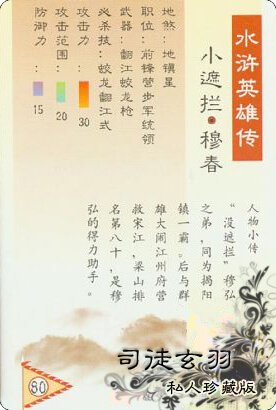 水浒英雄传
小遮拦·穆春
地煞：地镇星
职位：前锋营步军统领
武器：翻江蛟龙枪
必杀技：蛟龙翻江式
攻击力：30
攻击范围：20
防御力：15
人物小传：
“没遮拦”穆弘
之弟，同为揭阳
镇一霸。后与群
雄大闹江州府营
救宋江，梁山排
名第八十，是穆
弘的得力助手。
司徒玄羽
私人珍藏版
80